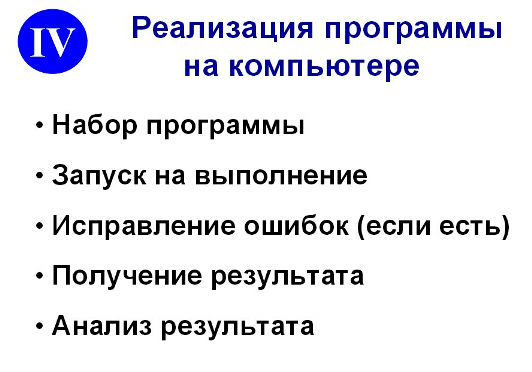 IV
Реализация программы
на компьютере
• Набор программы
• Запуск на выполнение
• Исправление ошибок (если есть)
• Получение результата
• Анализ результата